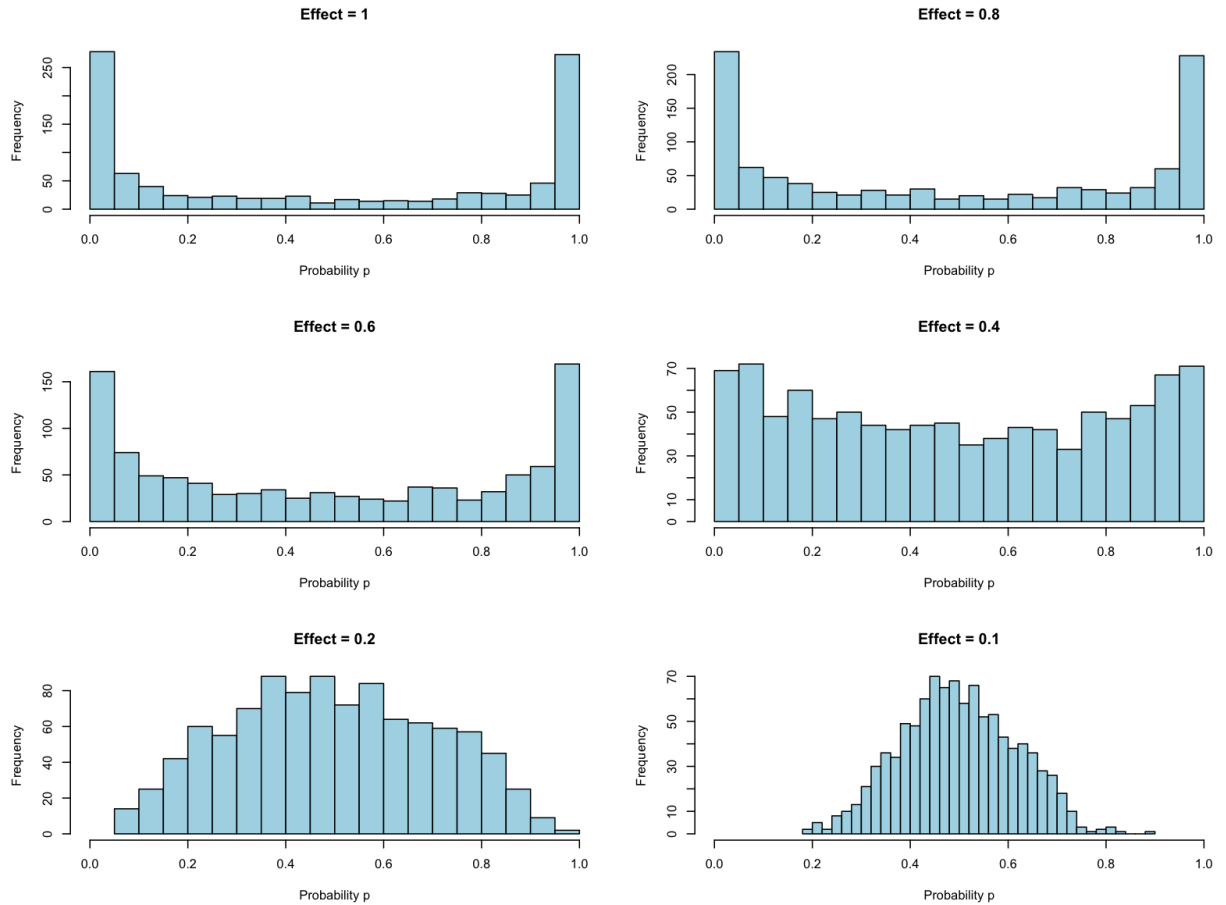 Effect = 1
Frequency
0
50
150
250
0.0 0.2 0.4 0.6 0.8 1.0
Probability p
Effect = 0.8
Frequency
0
50
100
150
200
0.0 0.2 0.4 0.6 0.8 1.0
Probability p
Effect = 0.6
Frequency
0
50
100
150
0.0 0.2 0.4 0.6 0.8 1.0
Probability p
Effect = 0.4
Frequency
0
10
30
50
70
0.0 0.2 0.4 0.6 0.8 1.0
Probability p
Effect = 0.2
Frequency
0
20
40
60
80
0.0 0.2 0.4 0.6 0.8 1.0
Probability p
Effect = 0.1
Frequency
0
10
30
50
70
0.0 0.2 0.4 0.6 0.8 1.0
Probability p